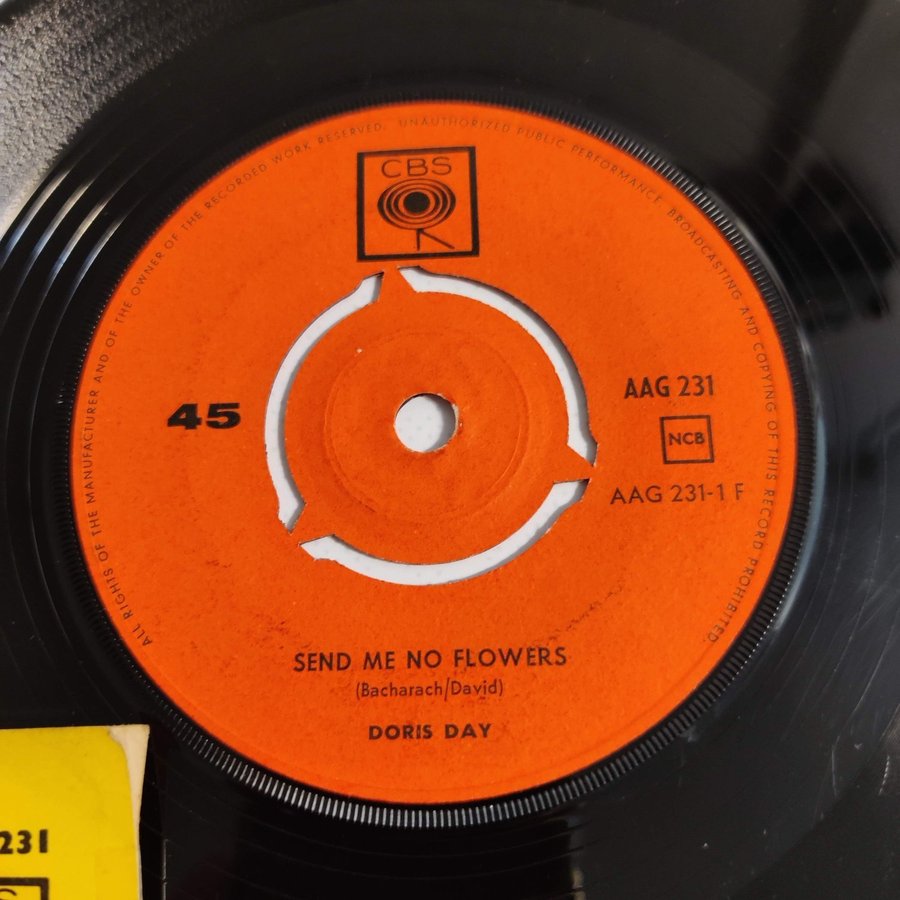 ALL RIGHTS OF THE MANUFACTURER AND OF THE OWNER OF THE RECORDED WORK RESERVED. UNAUTHORIZED PUBLIC PERFORMANCE, BROADCASTING AND COPYING OF THIS RECORD PROHIBITED.
CBS
45
AAG 231
NCB
AAG 231-1 F
SEND ME NO FLOWERS
(Bacharach/David)
DORIS DAY
231
S